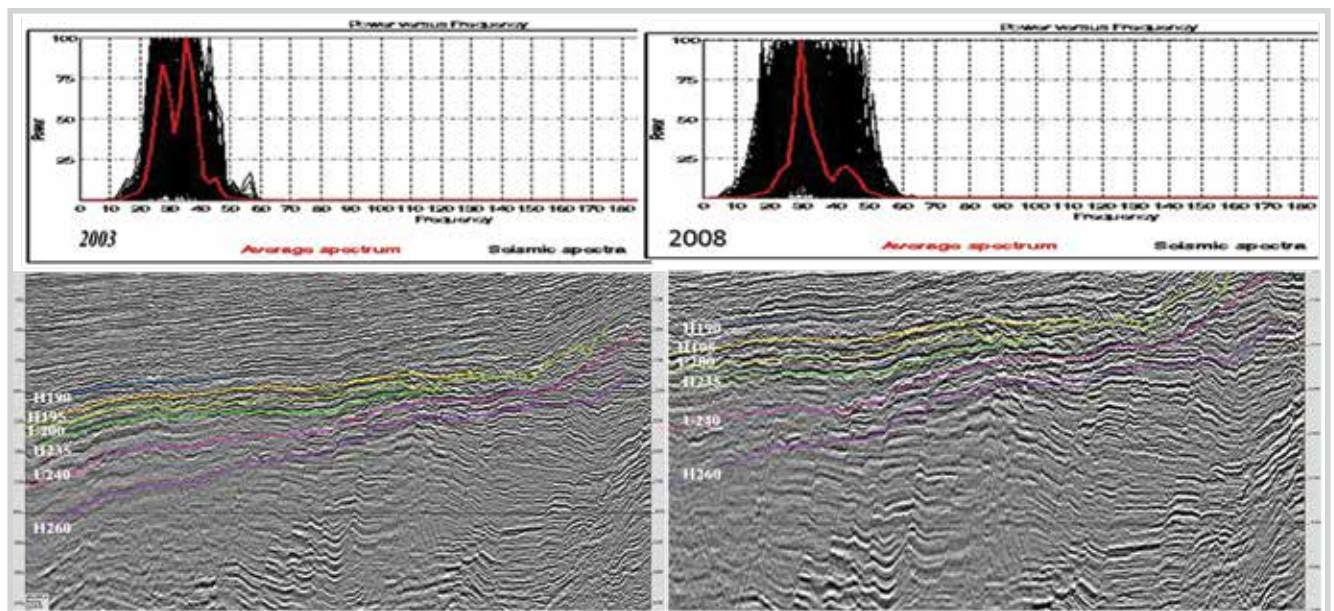 Power versus Frequency
100
75
50
25
Power
0 10 20 30 40 50 60 70 80 90 100 110 120 130 140 150 160 170 180
Frequency
2003 Average spectrum Seismic spectra
Power versus Frequency
100
75
50
25
Power
0 10 20 30 40 50 60 70 80 90 100 110 120 130 140 150 160 170 180
Frequency
2008 Average spectrum Seismic spectra
H190
H195
U200
H235
U240
H260
H190
H195
U200
H235
U240
H260